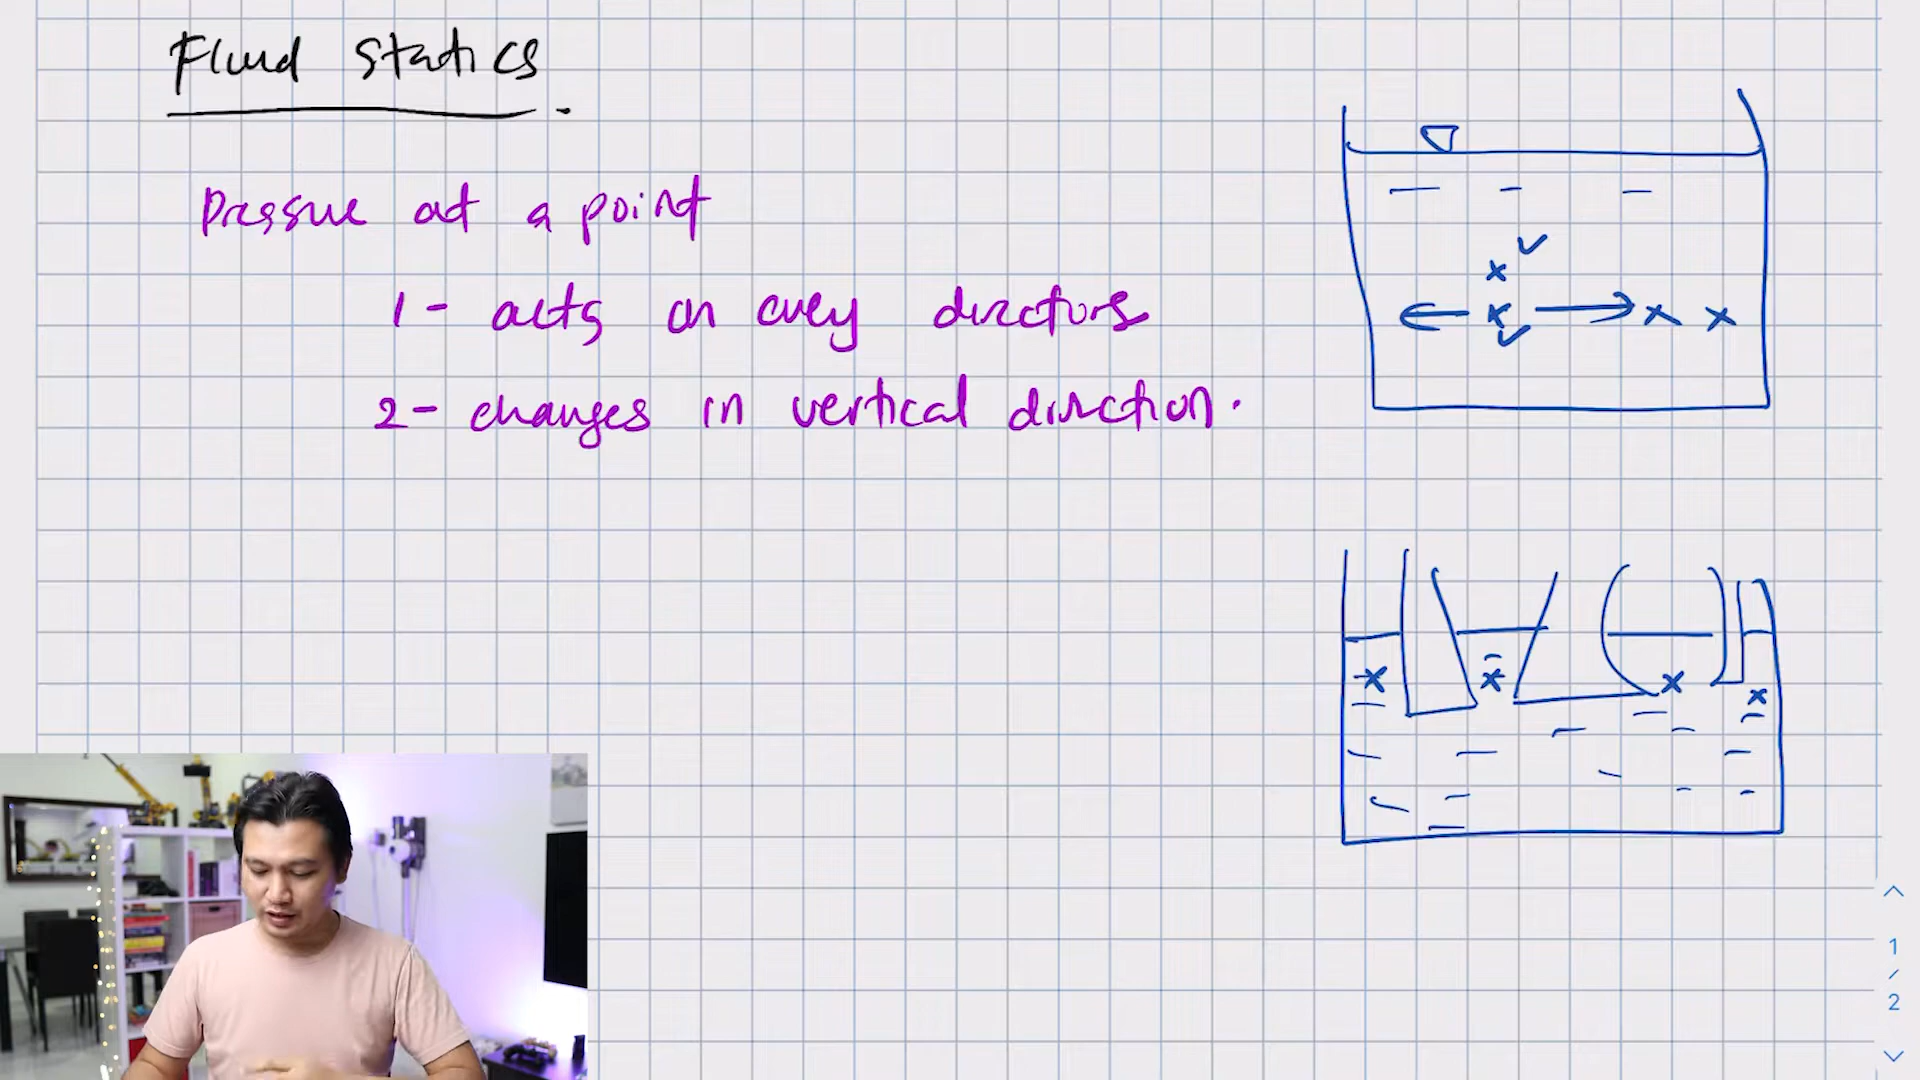 Fluid statics.
Pressure at a point
1- acts on every directions
2- changes in vertical direction.
1
/
2